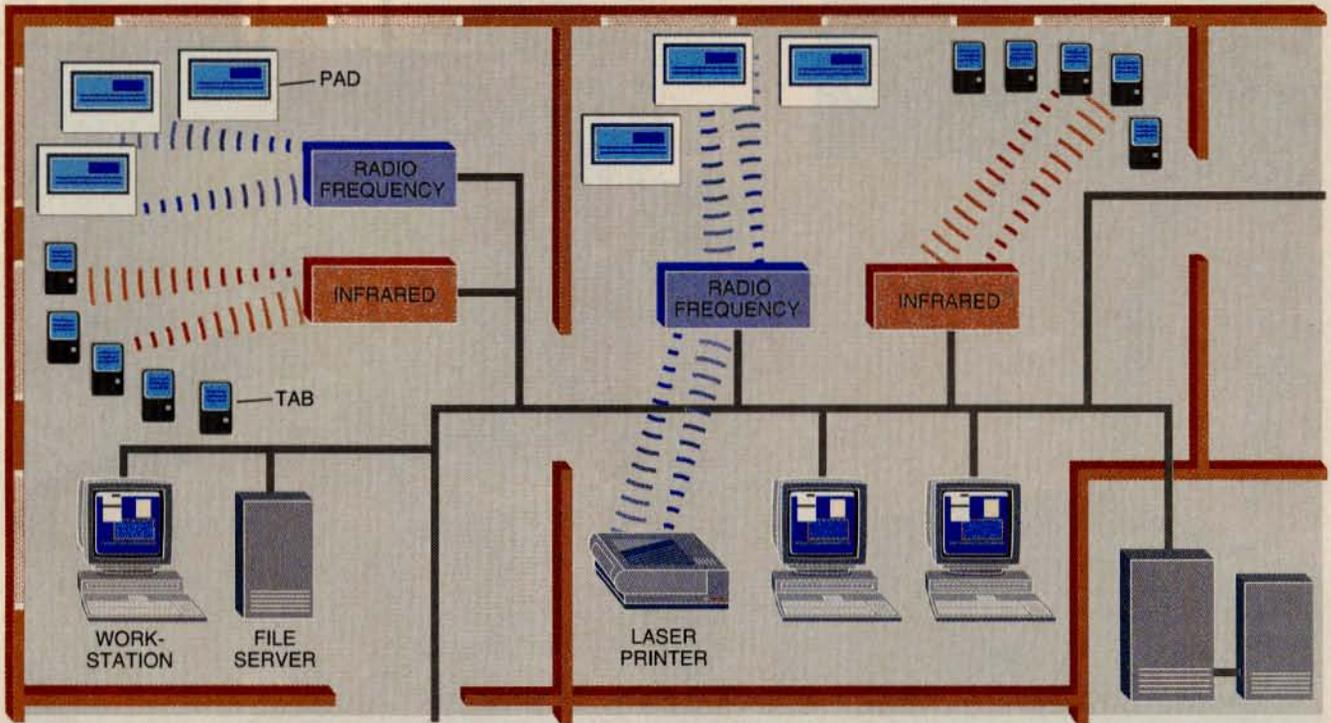 PAD
RADIO
FREQUENCY
INFRARED
TAB
RADIO
FREQUENCY
INFRARED
WORK-
STATION
FILE
SERVER
LASER
PRINTER